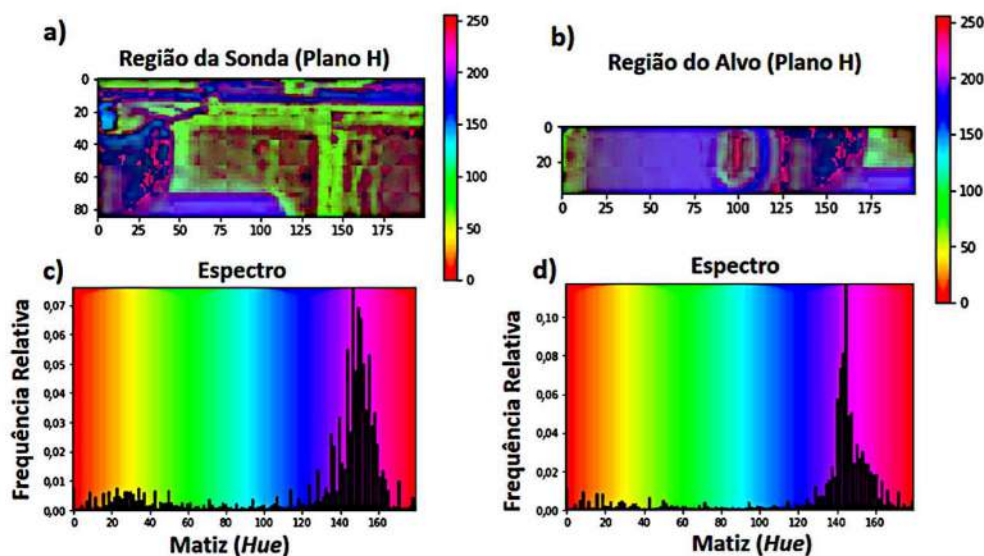 a)
Região da Sonda (Plano H)
0
20
40
60
80
0 25 50 75 100 125 150 175
250
200
150
100
50
0
b)
Região do Alvo (Plano H)
0
20
0 25 50 75 100 125 150 175
250
200
150
100
50
0
c)
Espectro
Frequência Relativa
0,07
0,06
0,05
0,04
0,03
0,02
0,01
0,00
0 20 40 60 80 100 120 140 160
Matiz (Hue)
d)
Espectro
Frequência Relativa
0,10
0,08
0,06
0,04
0,02
0,00
0 20 40 60 80 100 120 140 160
Matiz (Hue)